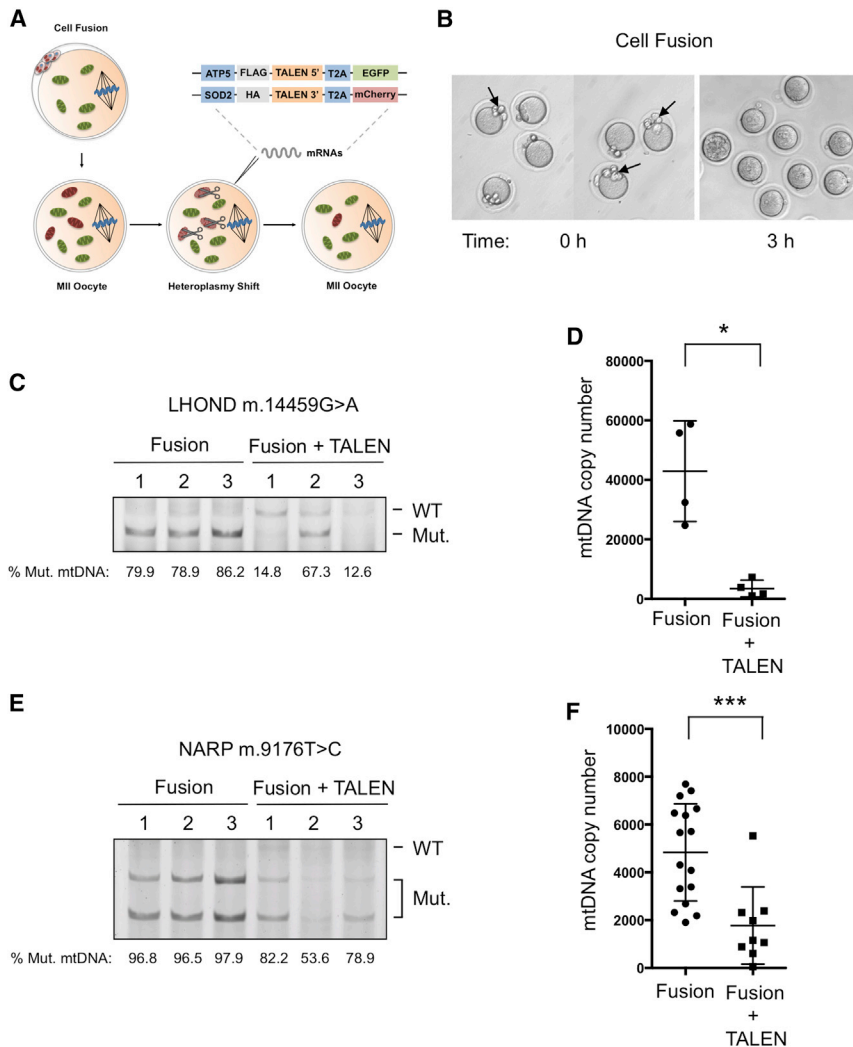 A
Cell Fusion
ATP5 FLAG TALEN 5' T2A EGFP
SOD2 HA TALEN 3' T2A mCherry
mRNAs
MII Oocyte Heteroplasmy Shift MII Oocyte
B
Cell Fusion
Time: 0 h 3 h
C
LHOND m.14459G>A
Fusion Fusion + TALEN
1 2 3 1 2 3
WT
Mut.
% Mut. mtDNA: 79.9 78.9 86.2 14.8 67.3 12.6
D
*
mtDNA copy number
80000
60000
40000
20000
0
Fusion Fusion
+
TALEN
E
NARP m.9176T>C
Fusion Fusion + TALEN
1 2 3 1 2 3
WT
Mut.
% Mut. mtDNA: 96.8 96.5 97.9 82.2 53.6 78.9
F
***
mtDNA copy number
10000
8000
6000
4000
2000
0
Fusion Fusion
+
TALEN